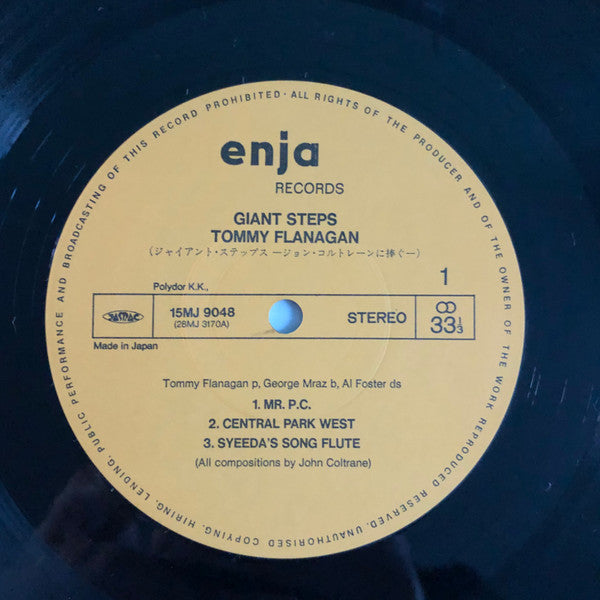 ALL RIGHTS OF THE PRODUCER AND OF THE OWNER OF THE WORK REPRODUCED RESERVED. UNAUTHORISED COPYING, HIRING, LENDING, PUBLIC PERFORMANCE AND BROADCASTING OF THIS RECORD PROHIBITED ·
enja
RECORDS
GIANT STEPS
TOMMY FLANAGAN
(ジャイアント・ステップス ージョン・コルトレーンに捧ぐー)
1
Polydor K.K.,
JASRAC
15MJ 9048
(28MJ 3170A)
STEREO
33⅓
Made in Japan
Tommy Flanagan p, George Mraz b, Al Foster ds
1. MR. P.C.
2. CENTRAL PARK WEST
3. SYEEDA'S SONG FLUTE
(All compositions by John Coltrane)